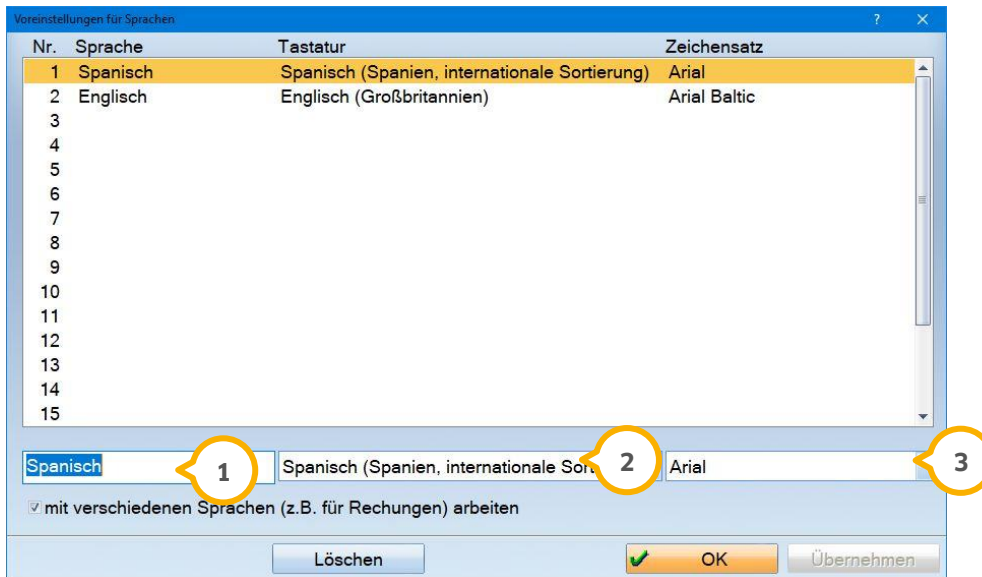 Voreinstellungen für Sprachen ? ×
Nr. Sprache Tastatur Zeichensatz
1 Spanisch Spanisch (Spanien, internationale Sortierung) Arial
2 Englisch Englisch (Großbritannien) Arial Baltic
3
4
5
6
7
8
9
10
11
12
13
14
15
Spanisch 1 Spanisch (Spanien, internationale Sort 2 Arial 3
mit verschiedenen Sprachen (z.B. für Rechungen) arbeiten
Löschen OK Übernehmen